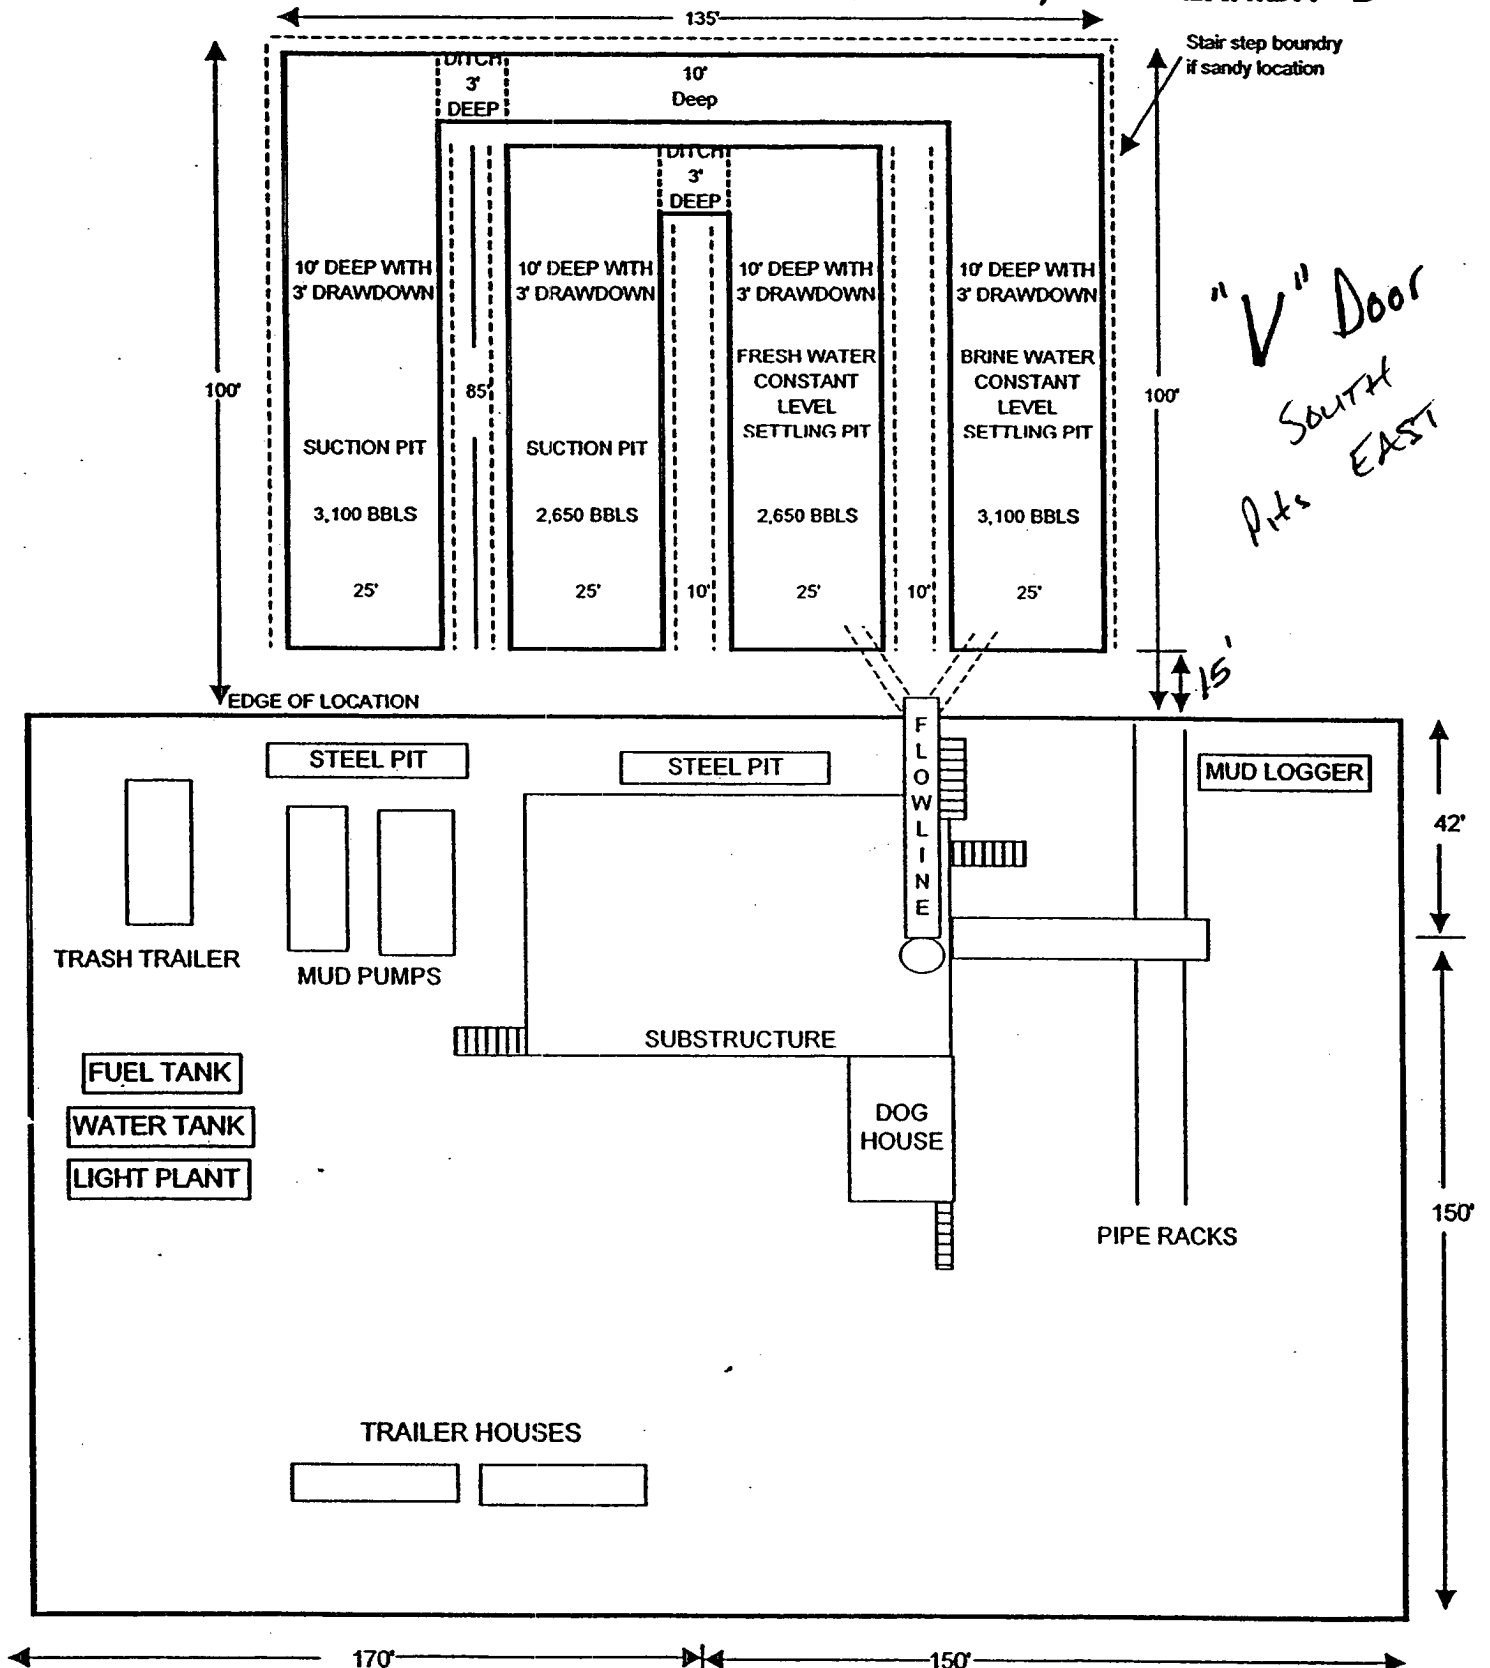 135'
Stair step boundry
if sandy location
DITCH
3'
DEEP
10'
Deep
DITCH
3'
DEEP
10' DEEP WITH
3' DRAWDOWN
10' DEEP WITH
3' DRAWDOWN
10' DEEP WITH
3' DRAWDOWN
10' DEEP WITH
3' DRAWDOWN
"V" Door
SOUTH
Pits EAST
100'
85'
100'
SUCTION PIT
SUCTION PIT
FRESH WATER
CONSTANT
LEVEL
SETTLING PIT
BRINE WATER
CONSTANT
LEVEL
SETTLING PIT
3,100 BBLS
2,650 BBLS
2,650 BBLS
3,100 BBLS
25'
25'
10'
25'
10'
25'
15'
EDGE OF LOCATION
STEEL PIT
STEEL PIT
FLOWLINE
MUD LOGGER
42'
TRASH TRAILER
MUD PUMPS
SUBSTRUCTURE
FUEL TANK
WATER TANK
LIGHT PLANT
DOG
HOUSE
PIPE RACKS
150'
TRAILER HOUSES
170'
150'